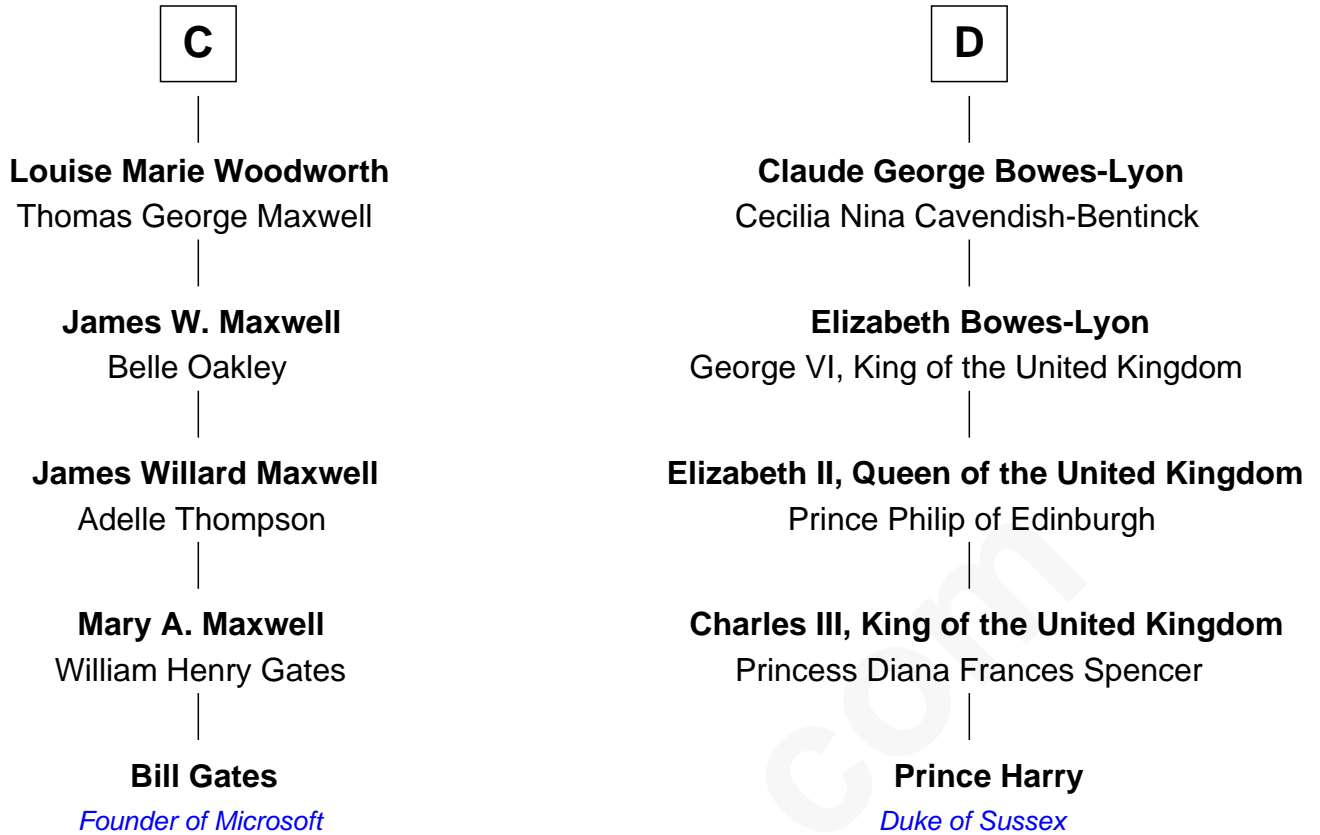 C
Louise Marie Woodworth
Thomas George Maxwell
James W. Maxwell
Belle Oakley
James Willard Maxwell
Adelle Thompson
Mary A. Maxwell
William Henry Gates
Bill Gates
Founder of Microsoft
D
Claude George Bowes-Lyon
Cecilia Nina Cavendish-Bentinck
Elizabeth Bowes-Lyon
George VI, King of the United Kingdom
Elizabeth II, Queen of the United Kingdom
Prince Philip of Edinburgh
Charles III, King of the United Kingdom
Princess Diana Frances Spencer
Prince Harry
Duke of Sussex
com